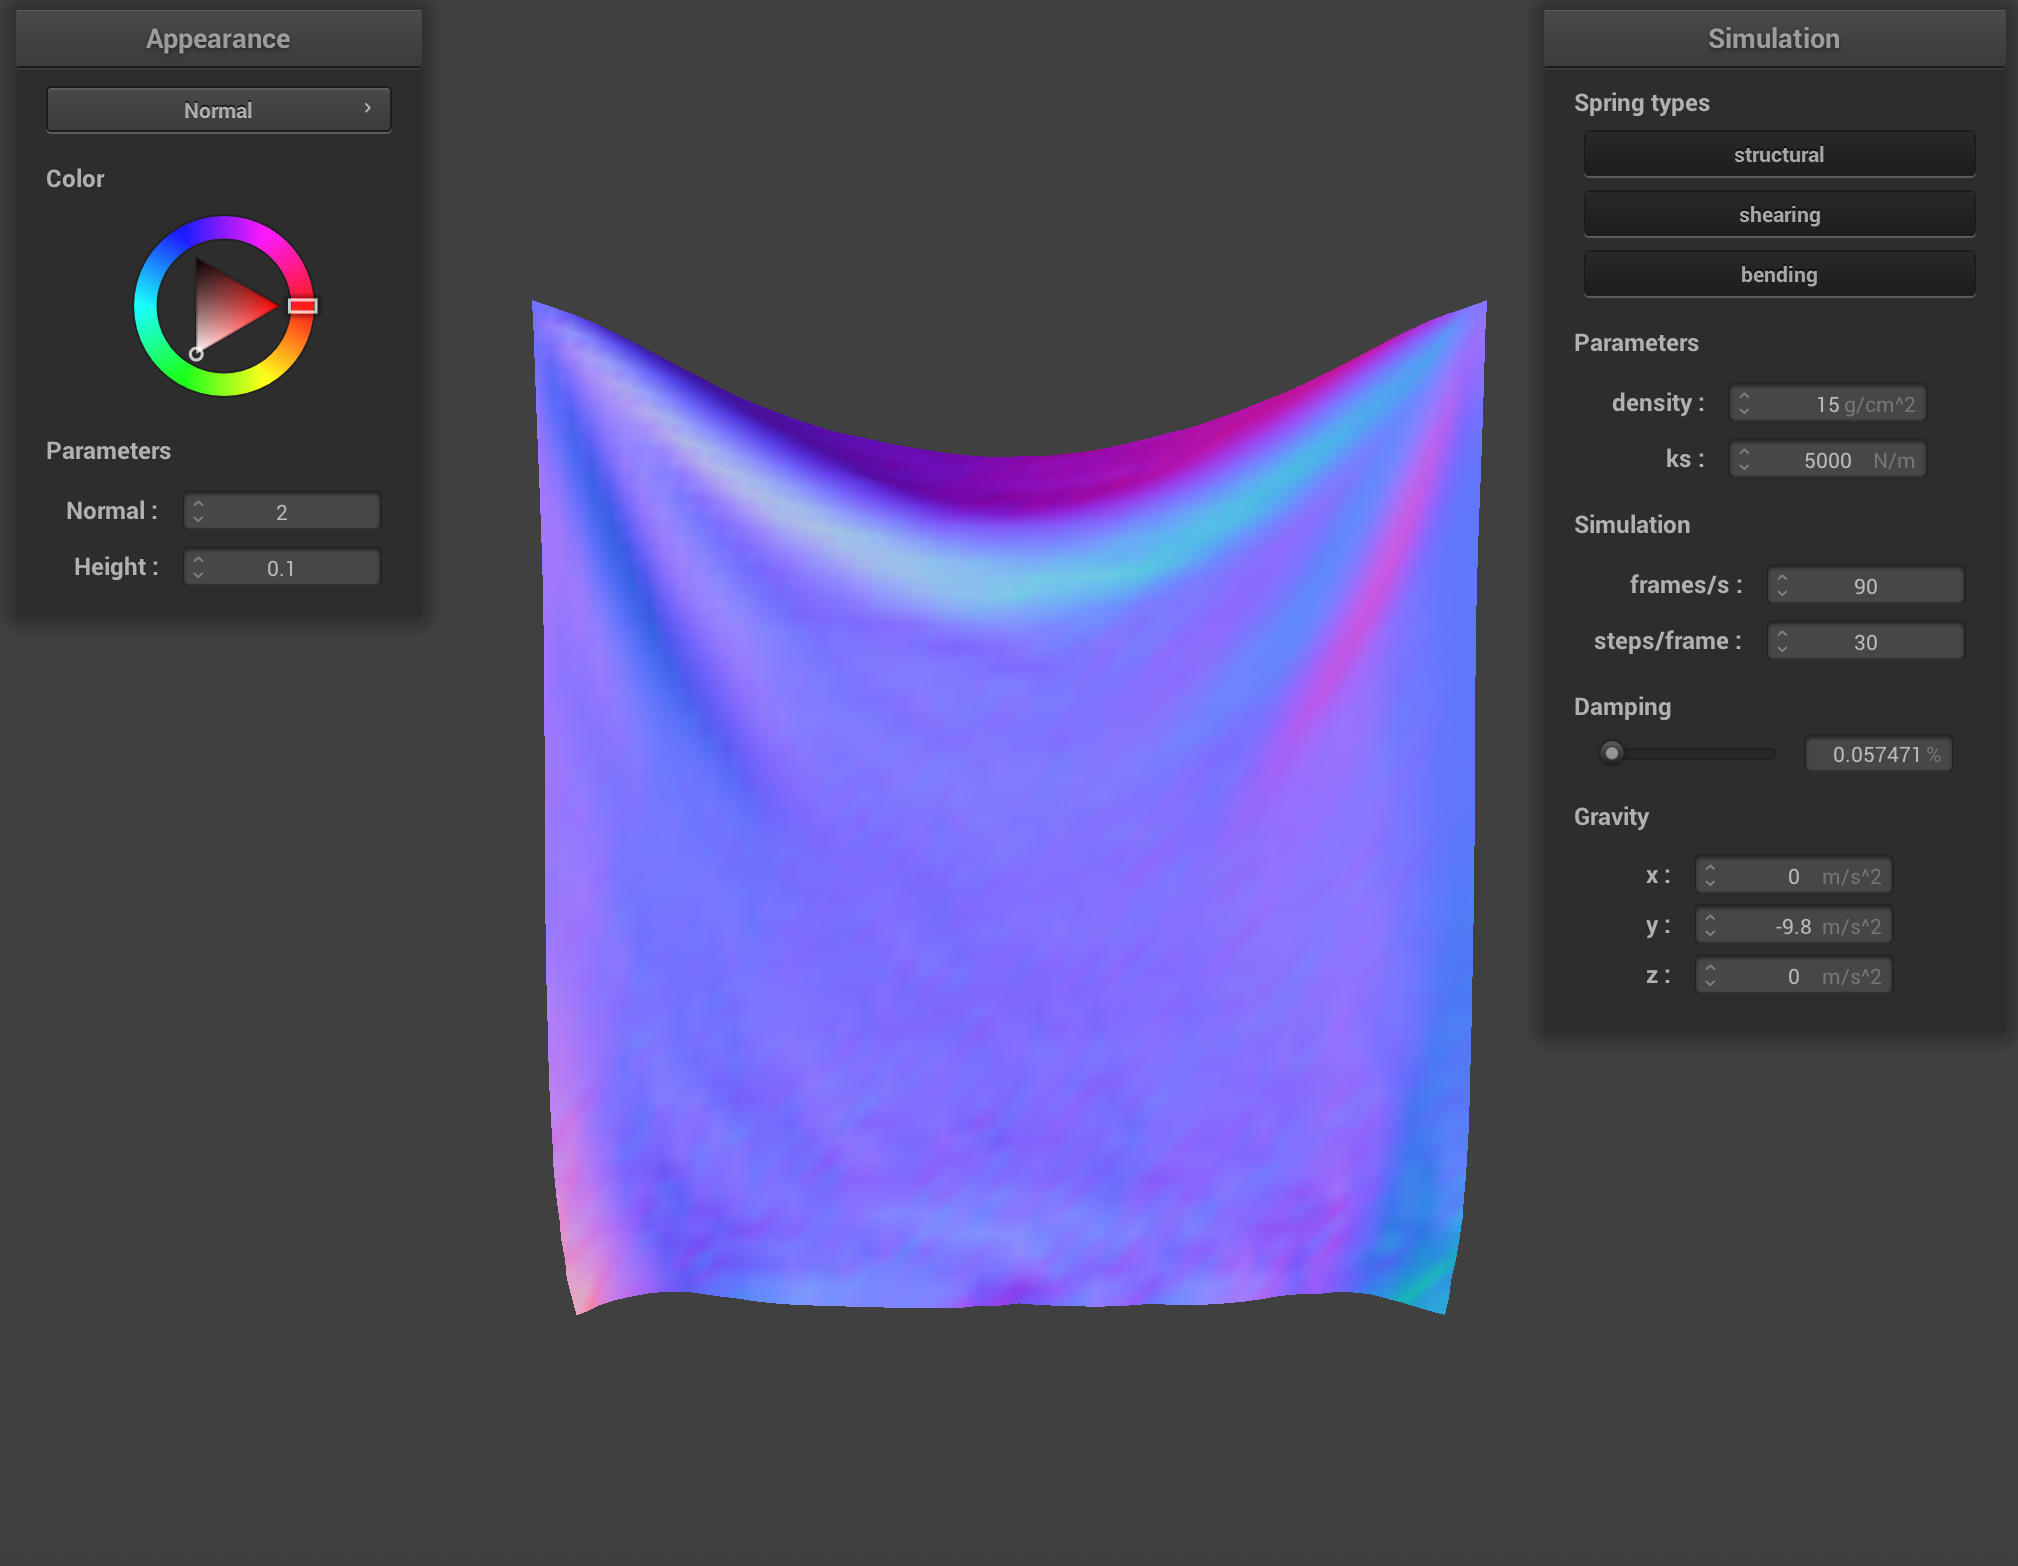 Appearance
Normal
Color
Parameters
Normal : 2
Height : 0.1
Simulation
Spring types
structural
shearing
bending
Parameters
density : 15 g/cm^2
ks : 5000 N/m
Simulation
frames/s : 90
steps/frame : 30
Damping
0.057471 %
Gravity
x : 0 m/s^2
y : -9.8 m/s^2
z : 0 m/s^2